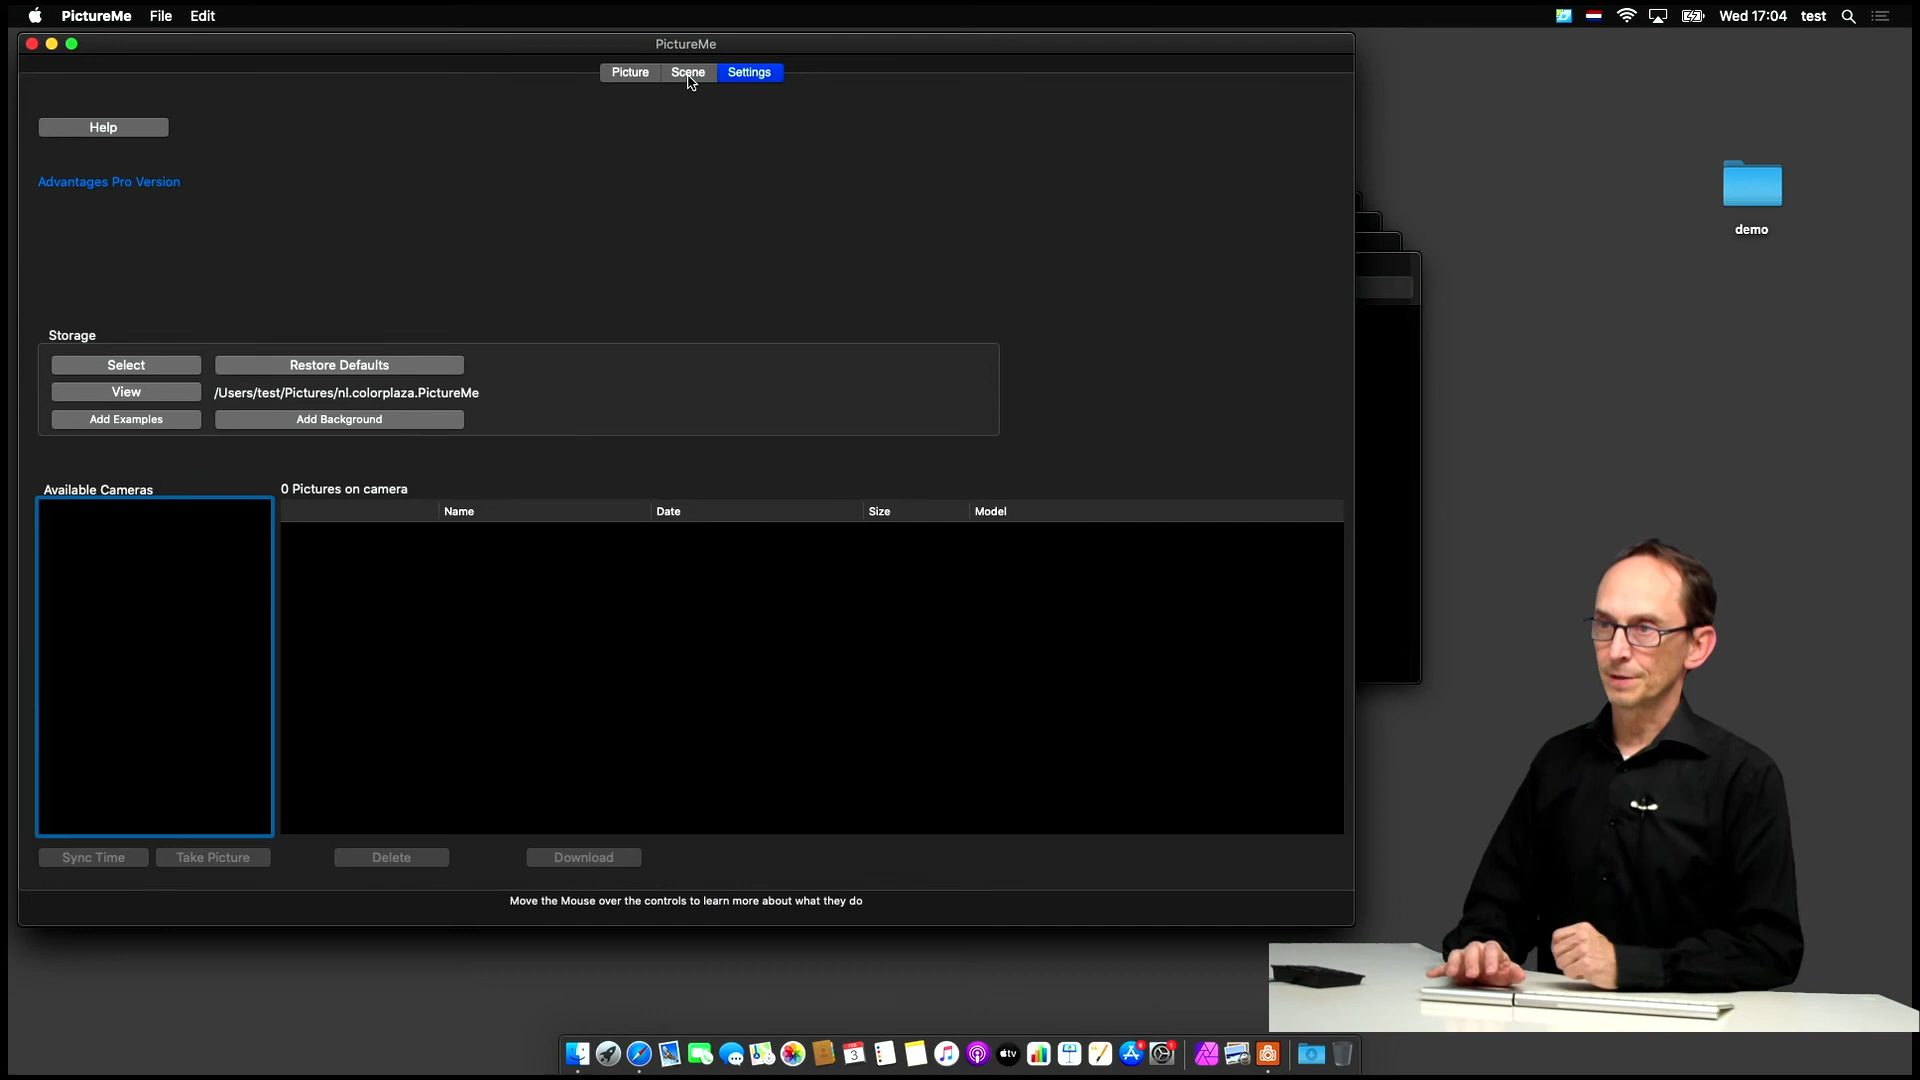 PictureMe File Edit Wed 17:04 test
PictureMe
Picture Scene Settings
Help
Advantages Pro Version
demo
Storage
Select Restore Defaults
View /Users/test/Pictures/nl.colorplaza.PictureMe
Add Examples Add Background
Available Cameras 0 Pictures on camera
Name Date Size Model
Sync Time Take Picture Delete Download
Move the Mouse over the controls to learn more about what they do
3
tv